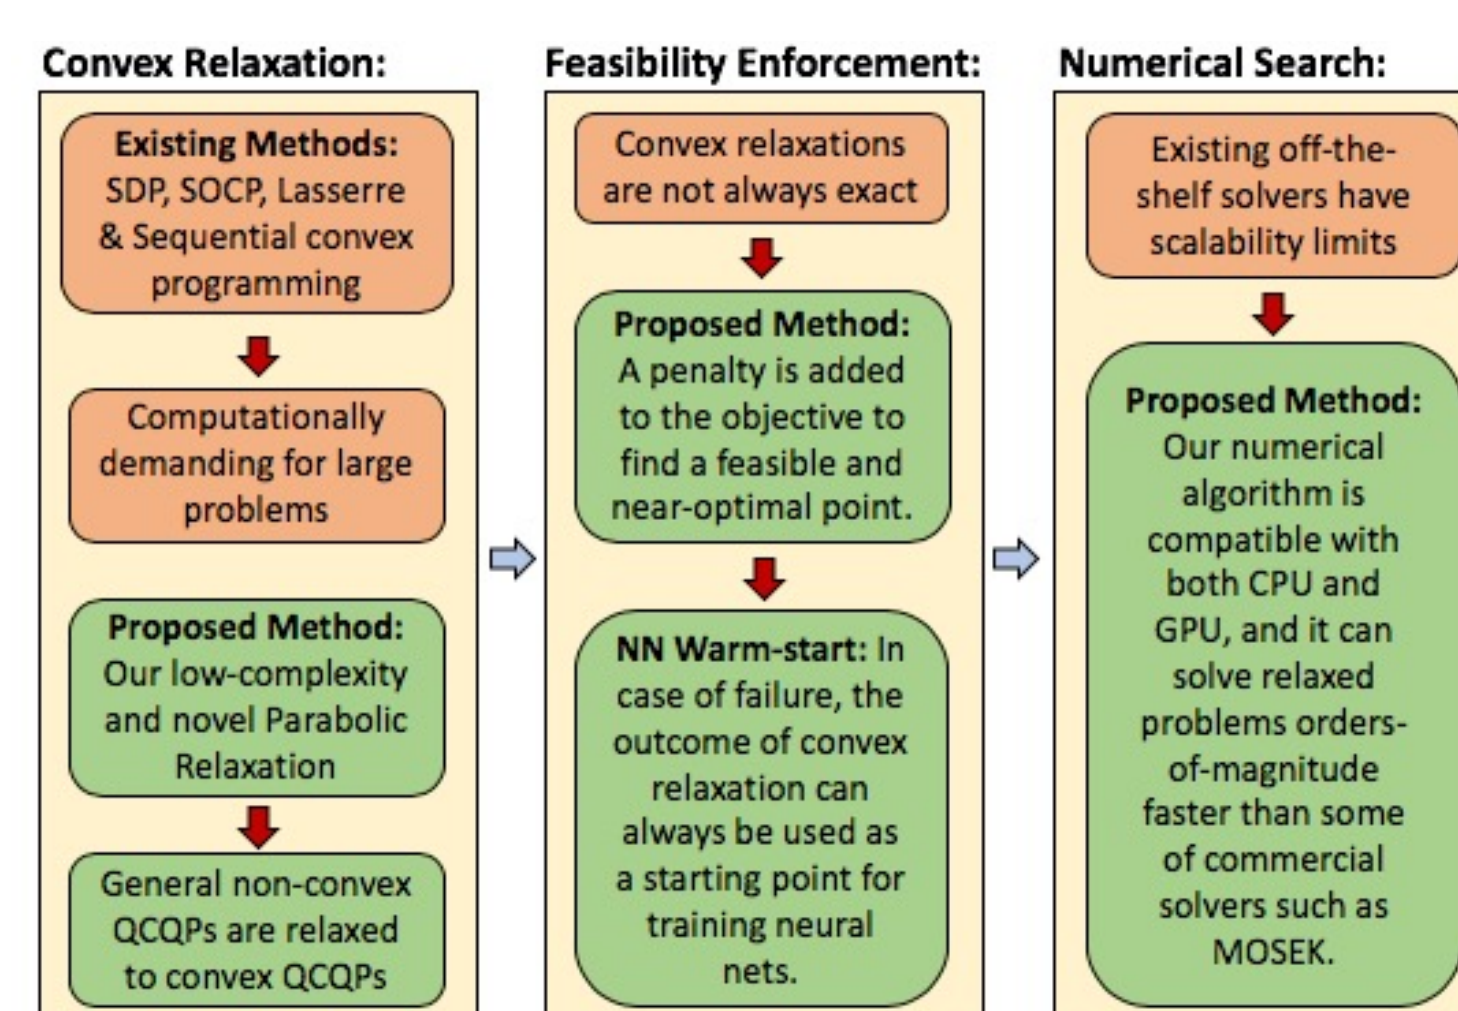 Convex Relaxation:
Existing Methods:
SDP, SOCP, Lasserre
& Sequential convex
programming
Computationally
demanding for large
problems
Proposed Method:
Our low-complexity
and novel Parabolic
Relaxation
General non-convex
QCQPs are relaxed
to convex QCQPs
Feasibility Enforcement:
Convex relaxations
are not always exact
Proposed Method:
A penalty is added
to the objective to
find a feasible and
near-optimal point.
NN Warm-start: In
case of failure, the
outcome of convex
relaxation can
always be used as
a starting point for
training neural
nets.
Numerical Search:
Existing off-the-
shelf solvers have
scalability limits
Proposed Method:
Our numerical
algorithm is
compatible with
both CPU and
GPU, and it can
solve relaxed
problems orders-
of-magnitude
faster than some
of commercial
solvers such as
MOSEK.